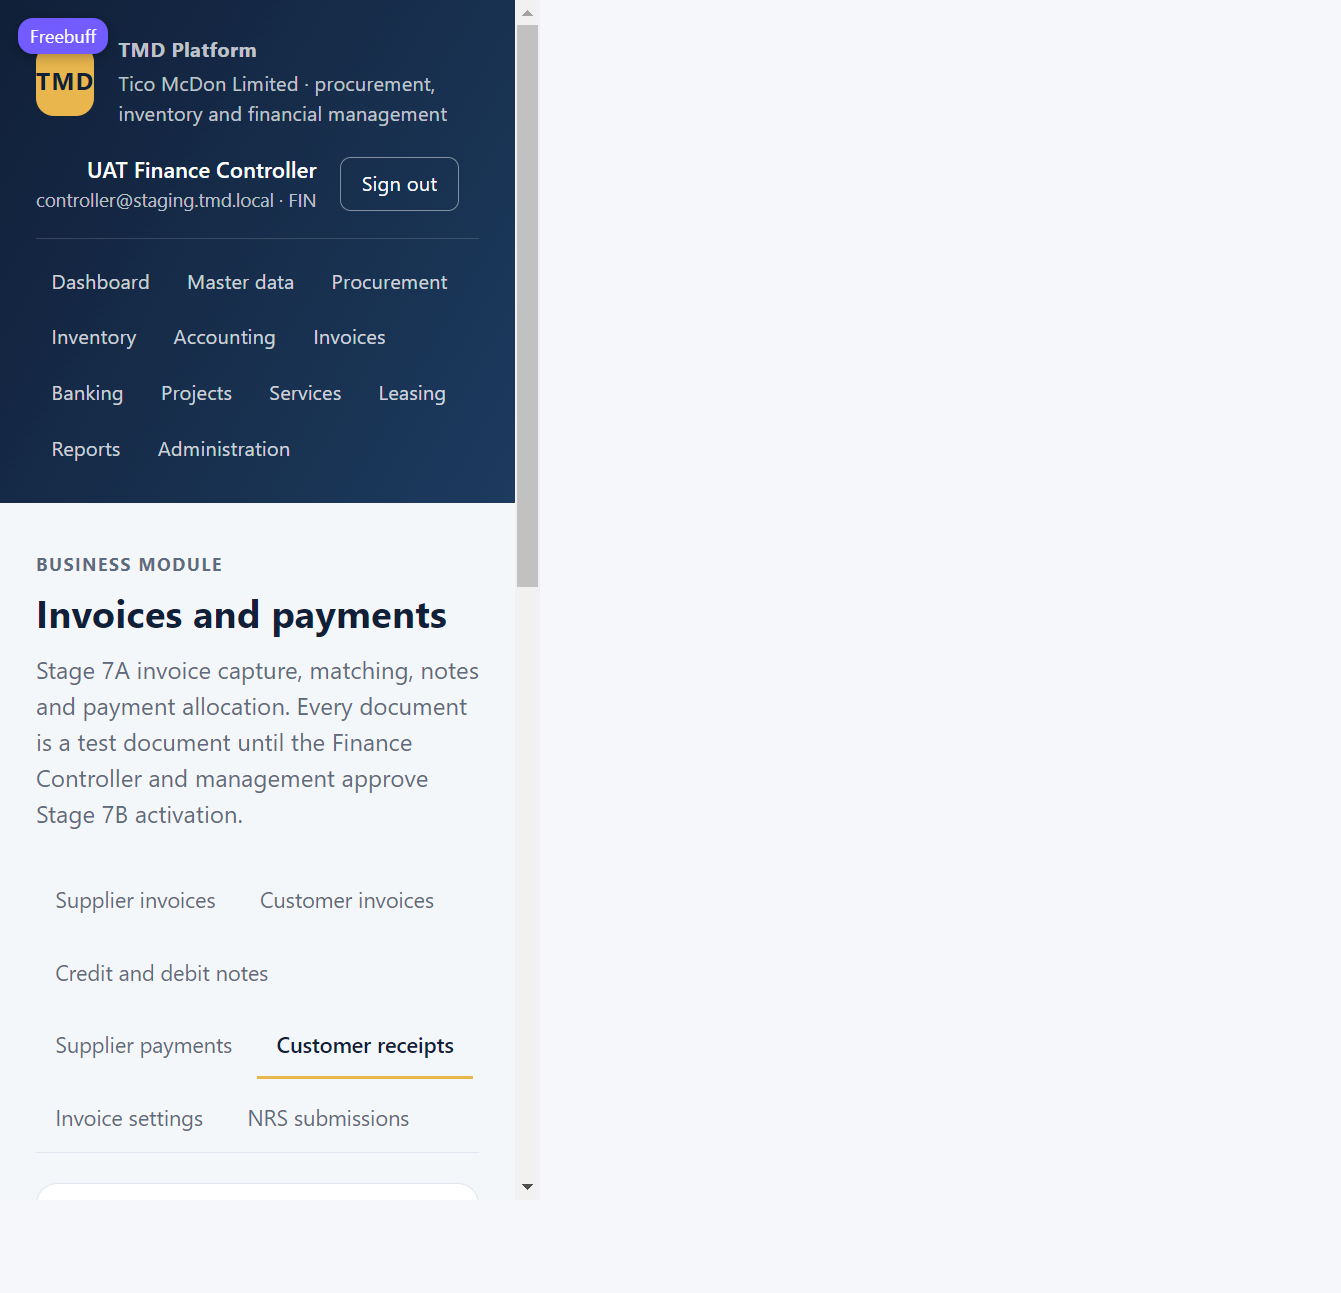 Freebuff
TMD
TMD Platform
Tico McDon Limited · procurement,
inventory and financial management
UAT Finance Controller
controller@staging.tmd.local · FIN
Sign out
Dashboard Master data Procurement
Inventory Accounting Invoices
Banking Projects Services Leasing
Reports Administration
BUSINESS MODULE
Invoices and payments
Stage 7A invoice capture, matching, notes
and payment allocation. Every document
is a test document until the Finance
Controller and management approve
Stage 7B activation.
Supplier invoices Customer invoices
Credit and debit notes
Supplier payments Customer receipts
Invoice settings NRS submissions